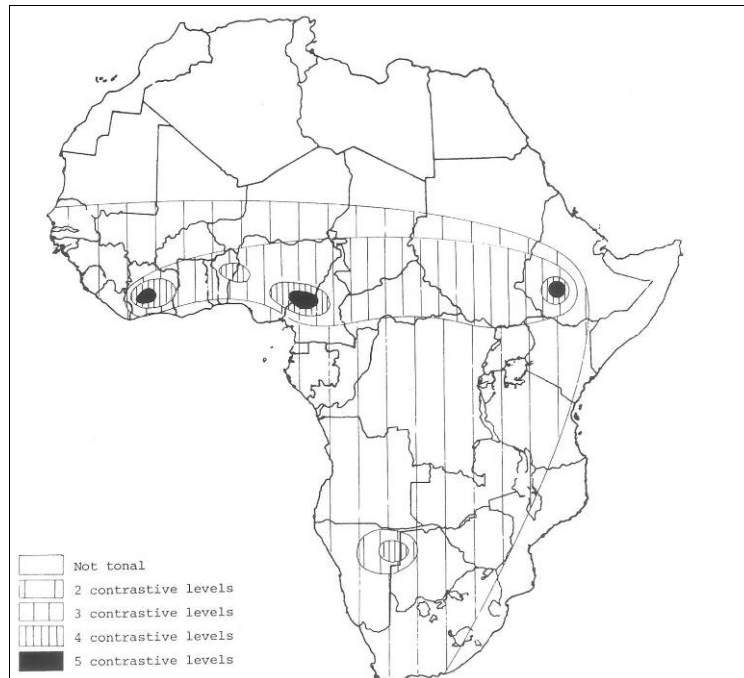 Not tonal
2 contrastive levels
3 contrastive levels
4 contrastive levels
5 contrastive levels